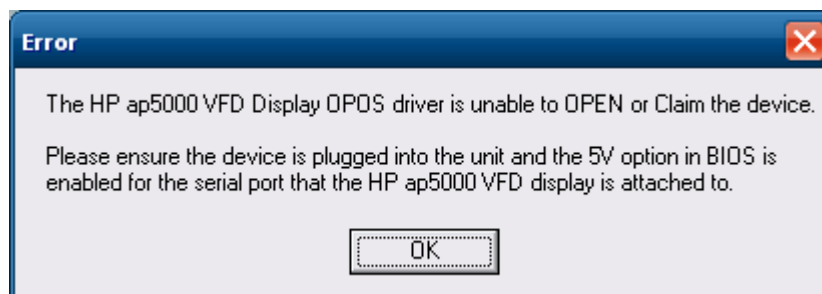 Error
The HP ap5000 VFD Display OPOS driver is unable to OPEN or Claim the device.
Please ensure the device is plugged into the unit and the 5V option in BIOS is
enabled for the serial port that the HP ap5000 VFD display is attached to.
OK